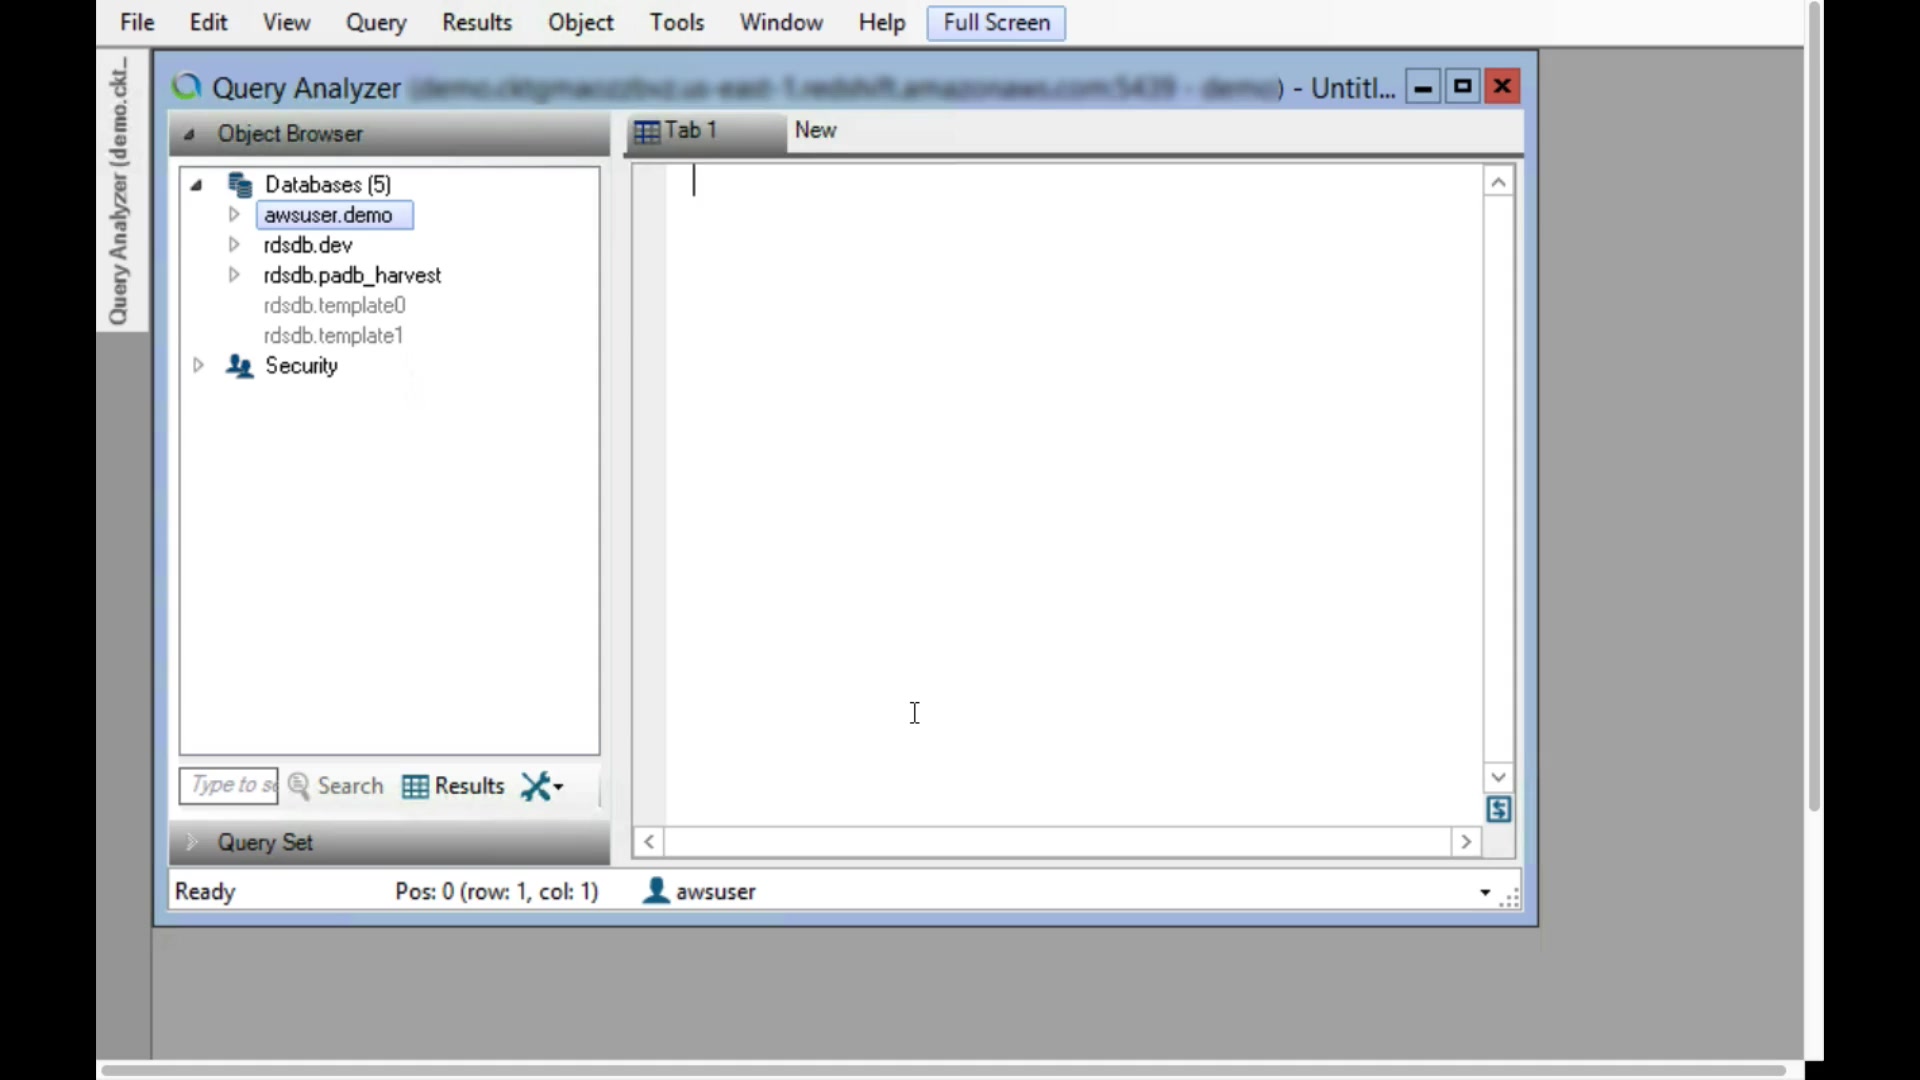 File Edit View Query Results Object Tools Window Help Full Screen
Query Analyzer (demo.ckt...
Query Analyzer ) - Untitl...
Object Browser
Tab 1 New
Databases (5)
awsuser.demo
rdsdb.dev
rdsdb.padb_harvest
rdsdb.template0
rdsdb.template1
Security
Type to se Search Results
Query Set
Ready Pos: 0 (row: 1, col: 1) awsuser